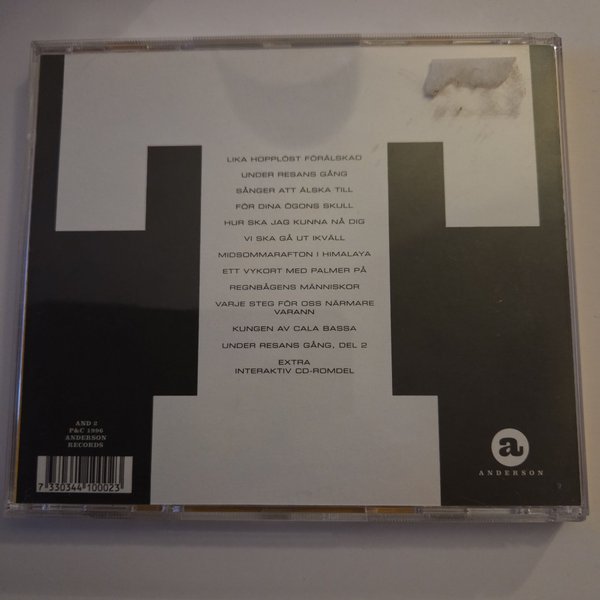 LIKA HOPPLÖST FÖRÄLSKAD
UNDER RESANS GÅNG
SÅNGER ATT ÄLSKA TILL
FÖR DINA ÖGONS SKULL
HUR SKA JAG KUNNA NÅ DIG
VI SKA GÅ UT IKVÄLL
MIDSOMMARAFTON I HIMALAYA
ETT VYKORT MED PALMER PÅ
REGNBÅGENS MÄNNISKOR
VARJE STEG FÖR OSS NÄRMARE
VARANN
KUNGEN AV CALA BASSA
UNDER RESANS GÅNG, DEL 2
EXTRA
INTERAKTIV CD-ROMDEL
AND 2
P&C 1996
ANDERSON
RECORDS
7 330344 100023
a
ANDERSON